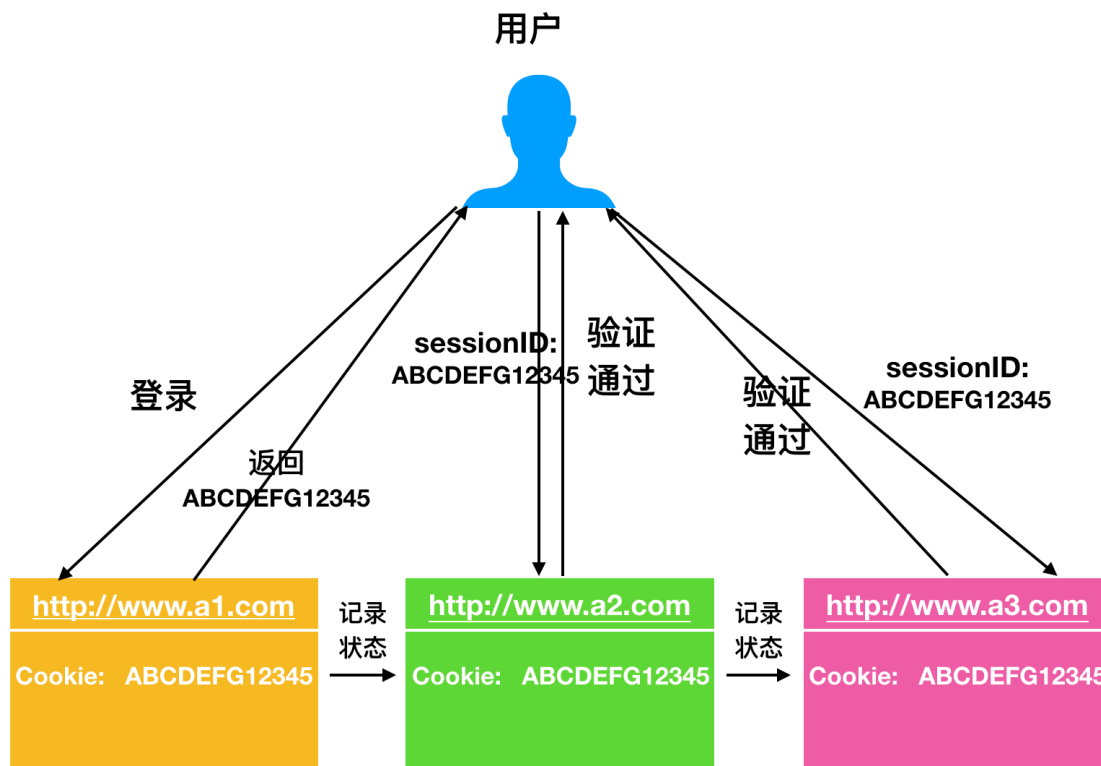 用户
登录
返回
ABCDEFG12345
sessionID:
ABCDEFG12345
验证
通过
验证
通过
sessionID:
ABCDEFG12345
http://www.a1.com
Cookie: ABCDEFG12345
记录
状态
http://www.a2.com
Cookie: ABCDEFG12345
记录
状态
http://www.a3.com
Cookie: ABCDEFG12345